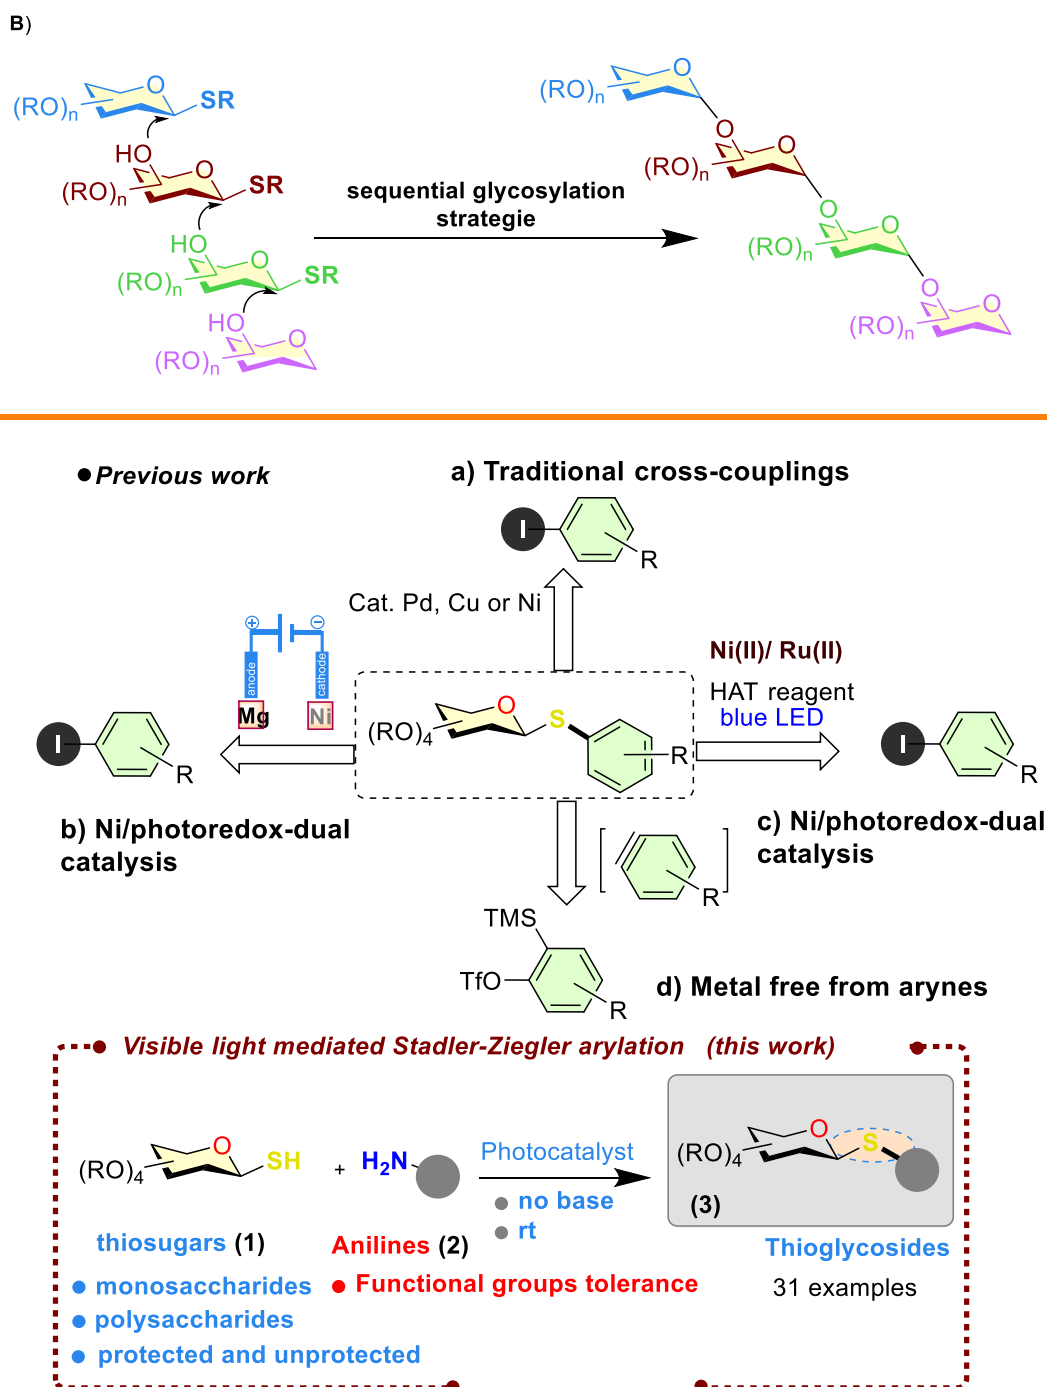 B)
(RO)n
SR
HO
O
(RO)n
O
SR
HO
(RO)n
O
SR
HO
(RO)n
O
sequential glycosylation
strategie
(RO)n
O
O
(RO)n
O
O
(RO)n
O
O
(RO)n
O
Previous work
a) Traditional cross-couplings
I
R
Cat. Pd, Cu or Ni
+
−
anode
cathode
Mg
Ni
Ni(II)/ Ru(II)
HAT reagent
blue LED
(RO)4
O
S
R
I
R
I
R
b) Ni/photoredox-dual
catalysis
c) Ni/photoredox-dual
catalysis
R
TMS
TfO
R
d) Metal free from arynes
Visible light mediated Stadler-Ziegler arylation (this work)
(RO)4
O
SH
+
H2N
Photocatalyst
no base
rt
(RO)4
O
S
(3)
thiosugars (1)
Anilines (2)
Thioglycosides
monosaccharides
Functional groups tolerance
31 examples
polysaccharides
protected and unprotected